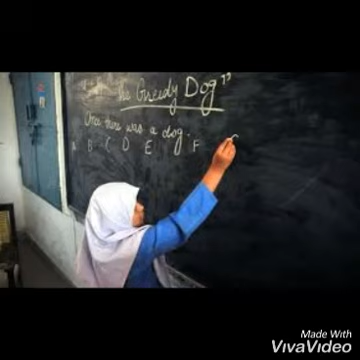 "The Greedy Dog"
Once there was a dog.
A B C D E F
Made With
VivaVideo